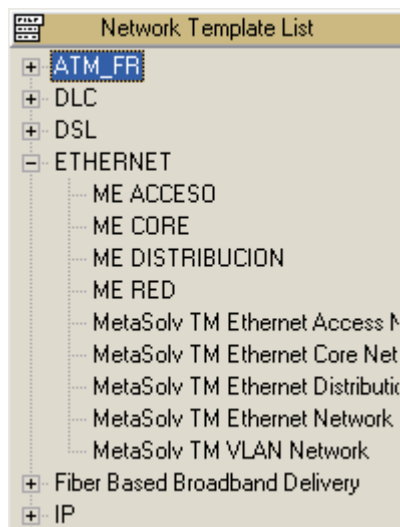 Network Template List
ATM_FR
DLC
DSL
ETHERNET
ME ACCESO
ME CORE
ME DISTRIBUCION
ME RED
MetaSolv TM Ethernet Access
MetaSolv TM Ethernet Core Net
MetaSolv TM Ethernet Distributic
MetaSolv TM Ethernet Network
MetaSolv TM VLAN Network
Fiber Based Broadband Delivery
IP